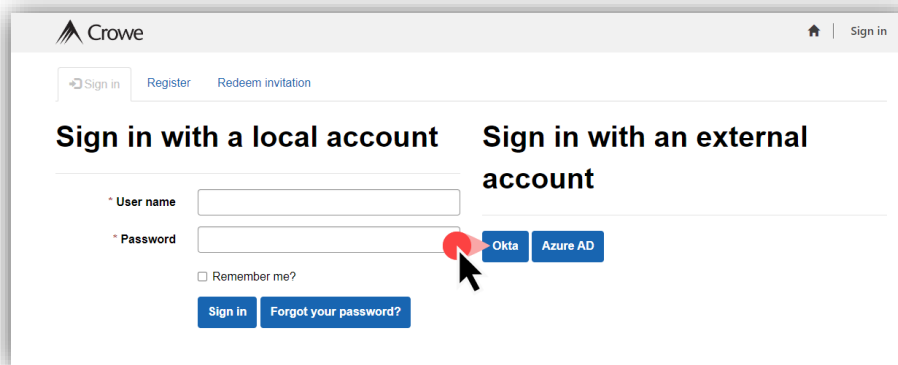 Crowe
Sign in
Sign in
Register
Redeem invitation
Sign in with a local account
* User name
* Password
Remember me?
Sign in
Forgot your password?
Sign in with an external
account
Okta
Azure AD